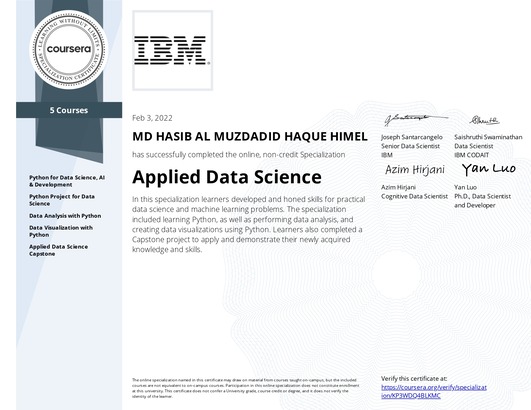 LEARNING WITHOUT LIMITS
coursera
SPECIALIZATION CERTIFICATE
5 Courses
Python for Data Science, AI
& Development
Python Project for Data
Science
Data Analysis with Python
Data Visualization with
Python
Applied Data Science
Capstone
IBM
Feb 3, 2022
MD HASIB AL MUZDADID HAQUE HIMEL
has successfully completed the online, non-credit Specialization
Applied Data Science
In this specialization learners developed and honed skills for practical
data science and machine learning problems. The specialization
included learning Python, as well as performing data analysis, and
creating data visualizations using Python. Learners also completed a
Capstone project to apply and demonstrate their newly acquired
knowledge and skills.
Joseph Santarcangelo
Senior Data Scientist
IBM
Saishruthi Swaminathan
Data Scientist
IBM CODAIT
Azim Hirjani
Azim Hirjani
Cognitive Data Scientist
Yan Luo
Yan Luo
Ph.D., Data Scientist
and Developer
The online specialization named in this certificate may draw on material from courses taught on-campus, but the included
courses are not equivalent to on-campus courses. Participation in this online specialization does not constitute enrollment
at this university. This certificate does not confer a University grade, course credit or degree, and it does not verify the
identity of the learner.
Verify this certificate at:
https://coursera.org/verify/specializat
ion/KP3WDQ4BLKMC